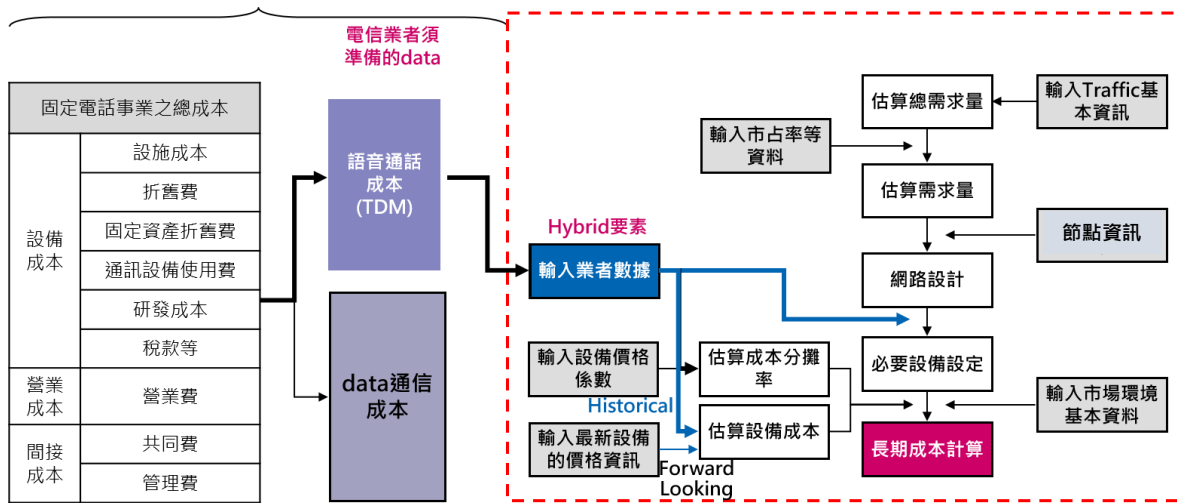 電信業者須
準備的data
固定電話事業之總成本
設備
成本
設施成本
折舊費
固定資產折舊費
通訊設備使用費
研發成本
稅款等
營業
成本
營業費
間接
成本
共同費
管理費
語音通話
成本
(TDM)
data通信
成本
Hybrid要素
輸入業者數據
輸入設備價格
係數
Historical
輸入最新設備
的價格資訊
Forward
Looking
估算成本分攤
率
估算設備成本
輸入市占率等
資料
估算總需求量
輸入Traffic基
本資訊
估算需求量
節點資訊
網路設計
必要設備設定
輸入市場環境
基本資料
長期成本計算